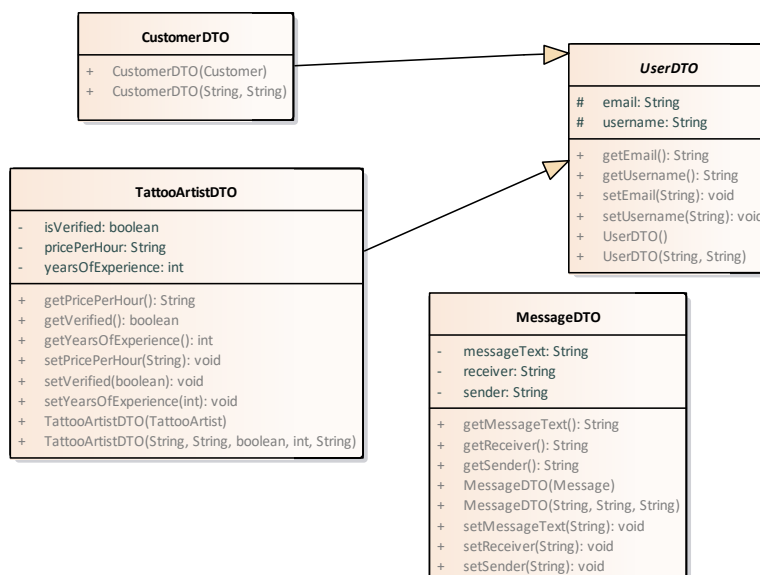 CustomerDTO
+ CustomerDTO(Customer)
+ CustomerDTO(String, String)
UserDTO
# email: String
# username: String
+ getEmail(): String
+ getUsername(): String
+ setEmail(String): void
+ setUsername(String): void
+ UserDTO()
+ UserDTO(String, String)
TattooArtistDTO
- isVerified: boolean
- pricePerHour: String
- yearsOfExperience: int
+ getPricePerHour(): String
+ getVerified(): boolean
+ getYearsOfExperience(): int
+ setPricePerHour(String): void
+ setVerified(boolean): void
+ setYearsOfExperience(int): void
+ TattooArtistDTO(TattooArtist)
+ TattooArtistDTO(String, String, boolean, int, String)
MessageDTO
- messageText: String
- receiver: String
- sender: String
+ getMessageText(): String
+ getReceiver(): String
+ getSender(): String
+ MessageDTO(Message)
+ MessageDTO(String, String, String)
+ setMessageText(String): void
+ setReceiver(String): void
+ setSender(String): void